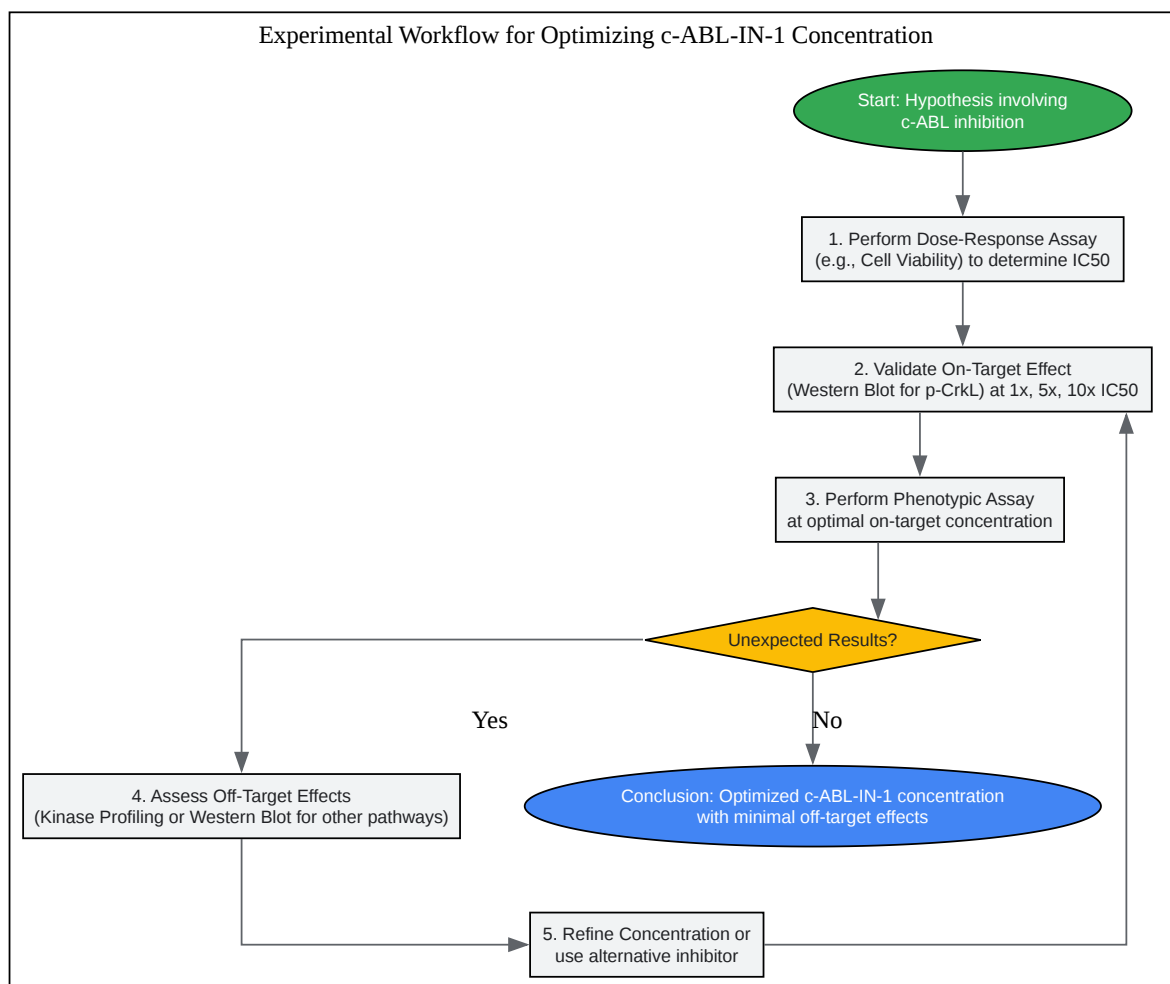 Experimental Workflow for Optimizing c-ABL-IN-1 Concentration
Start: Hypothesis involving
c-ABL inhibition
1. Perform Dose-Response Assay
(e.g., Cell Viability) to determine IC50
2. Validate On-Target Effect
(Western Blot for p-CrkL) at 1x, 5x, 10x IC50
3. Perform Phenotypic Assay
at optimal on-target concentration
Unexpected Results?
Yes
No
4. Assess Off-Target Effects
(Kinase Profiling or Western Blot for other pathways)
Conclusion: Optimized c-ABL-IN-1 concentration
with minimal off-target effects
5. Refine Concentration or
use alternative inhibitor